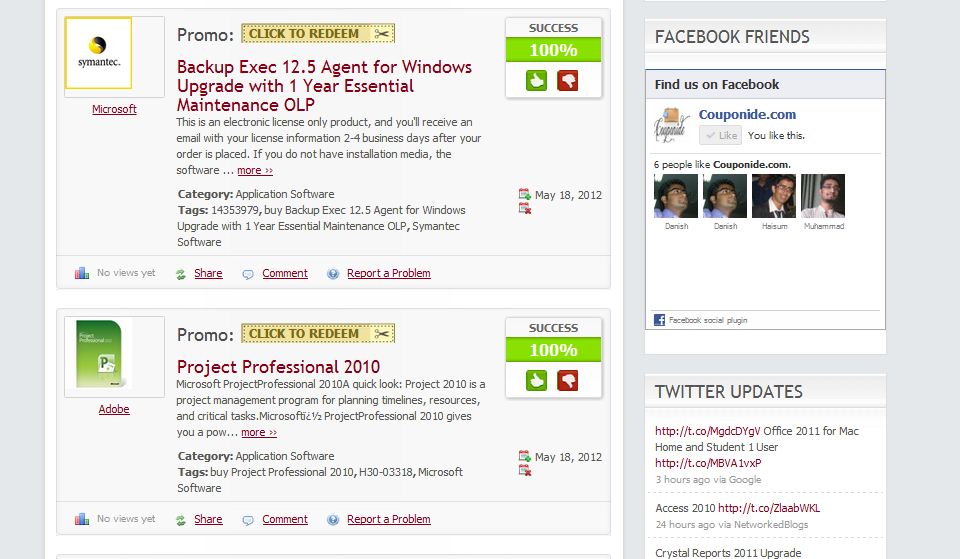 symantec.
Microsoft
Promo: CLICK TO REDEEM
Backup Exec 12.5 Agent for Windows
Upgrade with 1 Year Essential
Maintenance OLP
This is an electronic license only product, and you'll receive an
email with your license information 2-4 business days after your
order is placed. If you do not have installation media, the
software ... more >>
Category: Application Software
Tags: 14353979, buy Backup Exec 12.5 Agent for Windows
Upgrade with 1 Year Essential Maintenance OLP, Symantec
Software
SUCCESS
100%
May 18, 2012
No views yet Share Comment Report a Problem
Project
Professional 2010
Adobe
Promo: CLICK TO REDEEM
Project Professional 2010
Microsoft ProjectProfessional 2010A quick look: Project 2010 is a
project management program for planning timelines, resources,
and critical tasks.Microsoftï¿½ ProjectProfessional 2010 gives
you a pow... more >>
Category: Application Software
Tags: buy Project Professional 2010, H30-03318, Microsoft
Software
SUCCESS
100%
May 18, 2012
No views yet Share Comment Report a Problem
FACEBOOK FRIENDS
Find us on Facebook
Couponide
Couponide.com
Like You like this.
6 people like Couponide.com.
Danish Danish Haisum Muhammad
Facebook social plugin
TWITTER UPDATES
http://t.co/MgdcDYgV Office 2011 for Mac
Home and Student 1 User
http://t.co/MBVA1vxP
3 hours ago via Google
Access 2010 http://t.co/ZlaabWKL
24 hours ago via NetworkedBlogs
Crystal Reports 2011 Upgrade